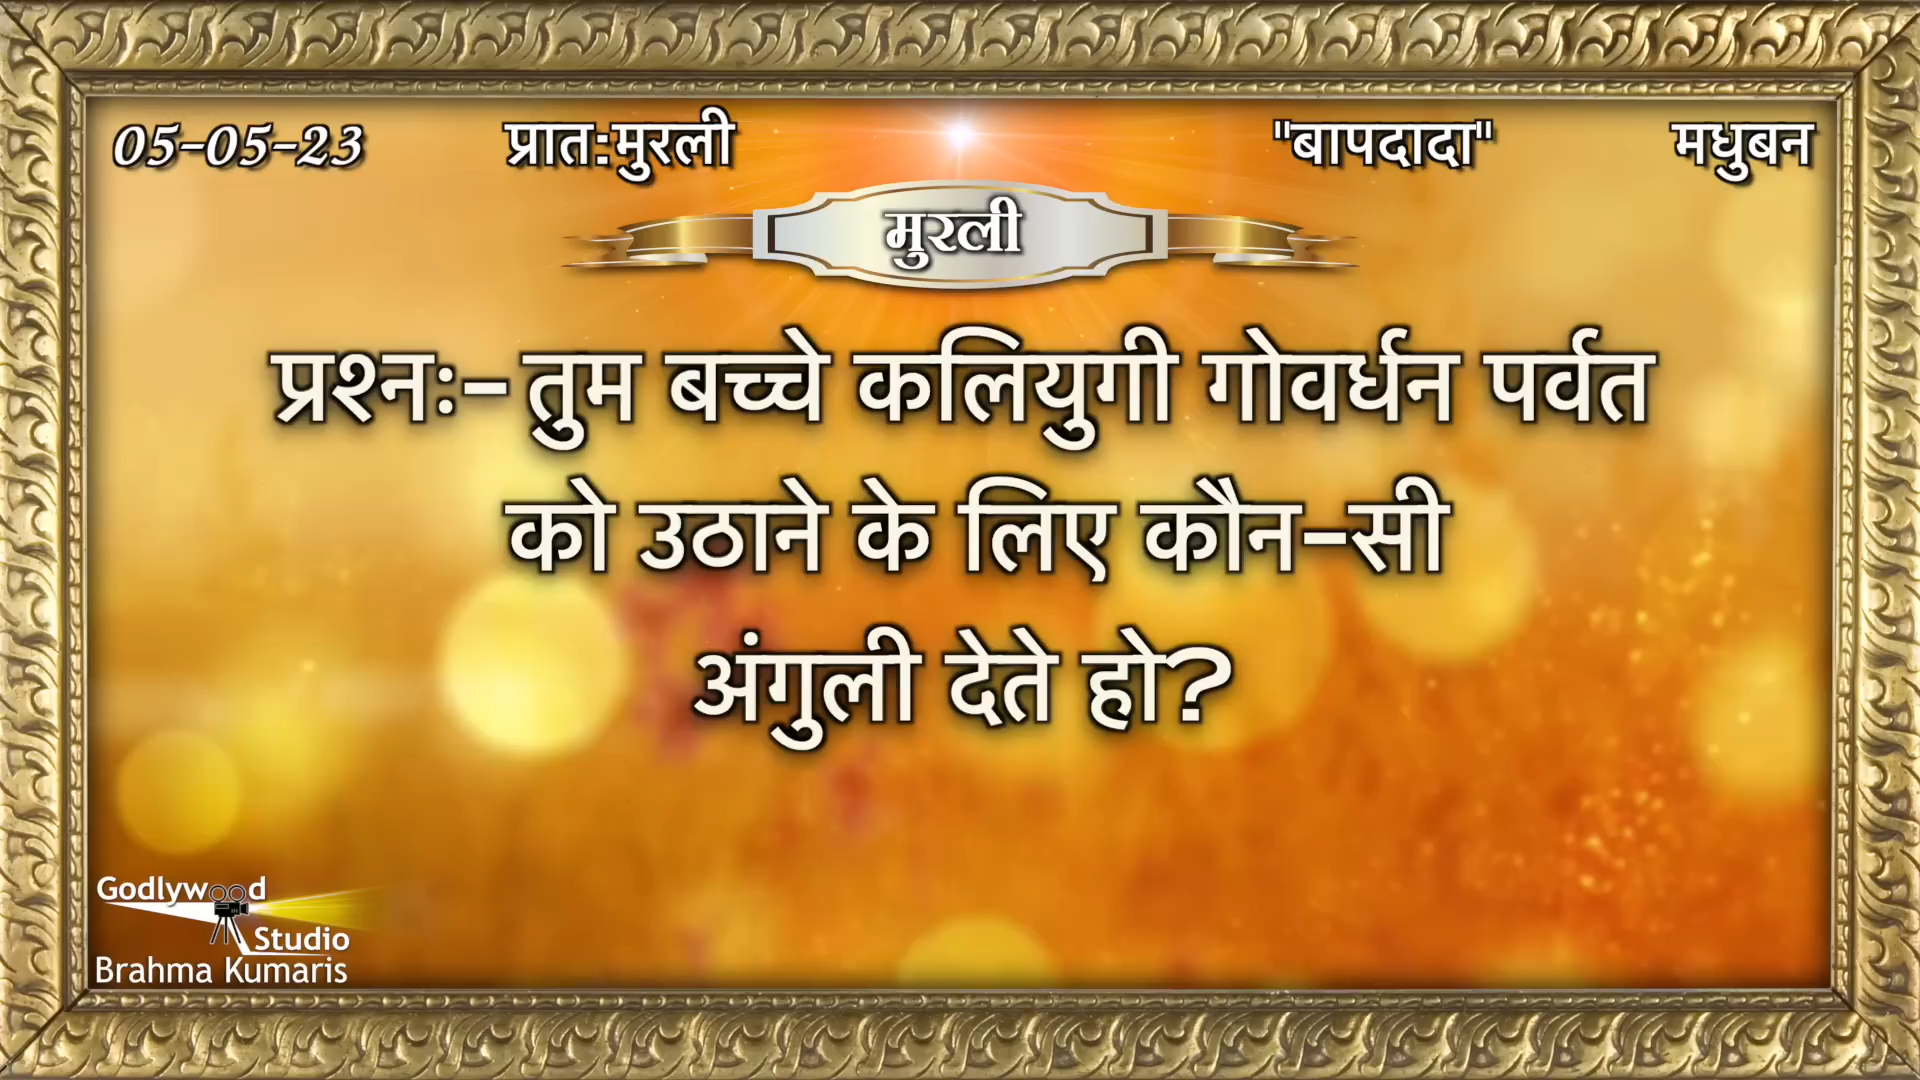 05-05-23 प्रात:मुरली "बापदादा" मधुबन
मुरली
प्रश्नः- तुम बच्चे कलियुगी गोवर्धन पर्वत
को उठाने के लिए कौन-सी
अंगुली देते हो?
Godlywood
Studio
Brahma Kumaris